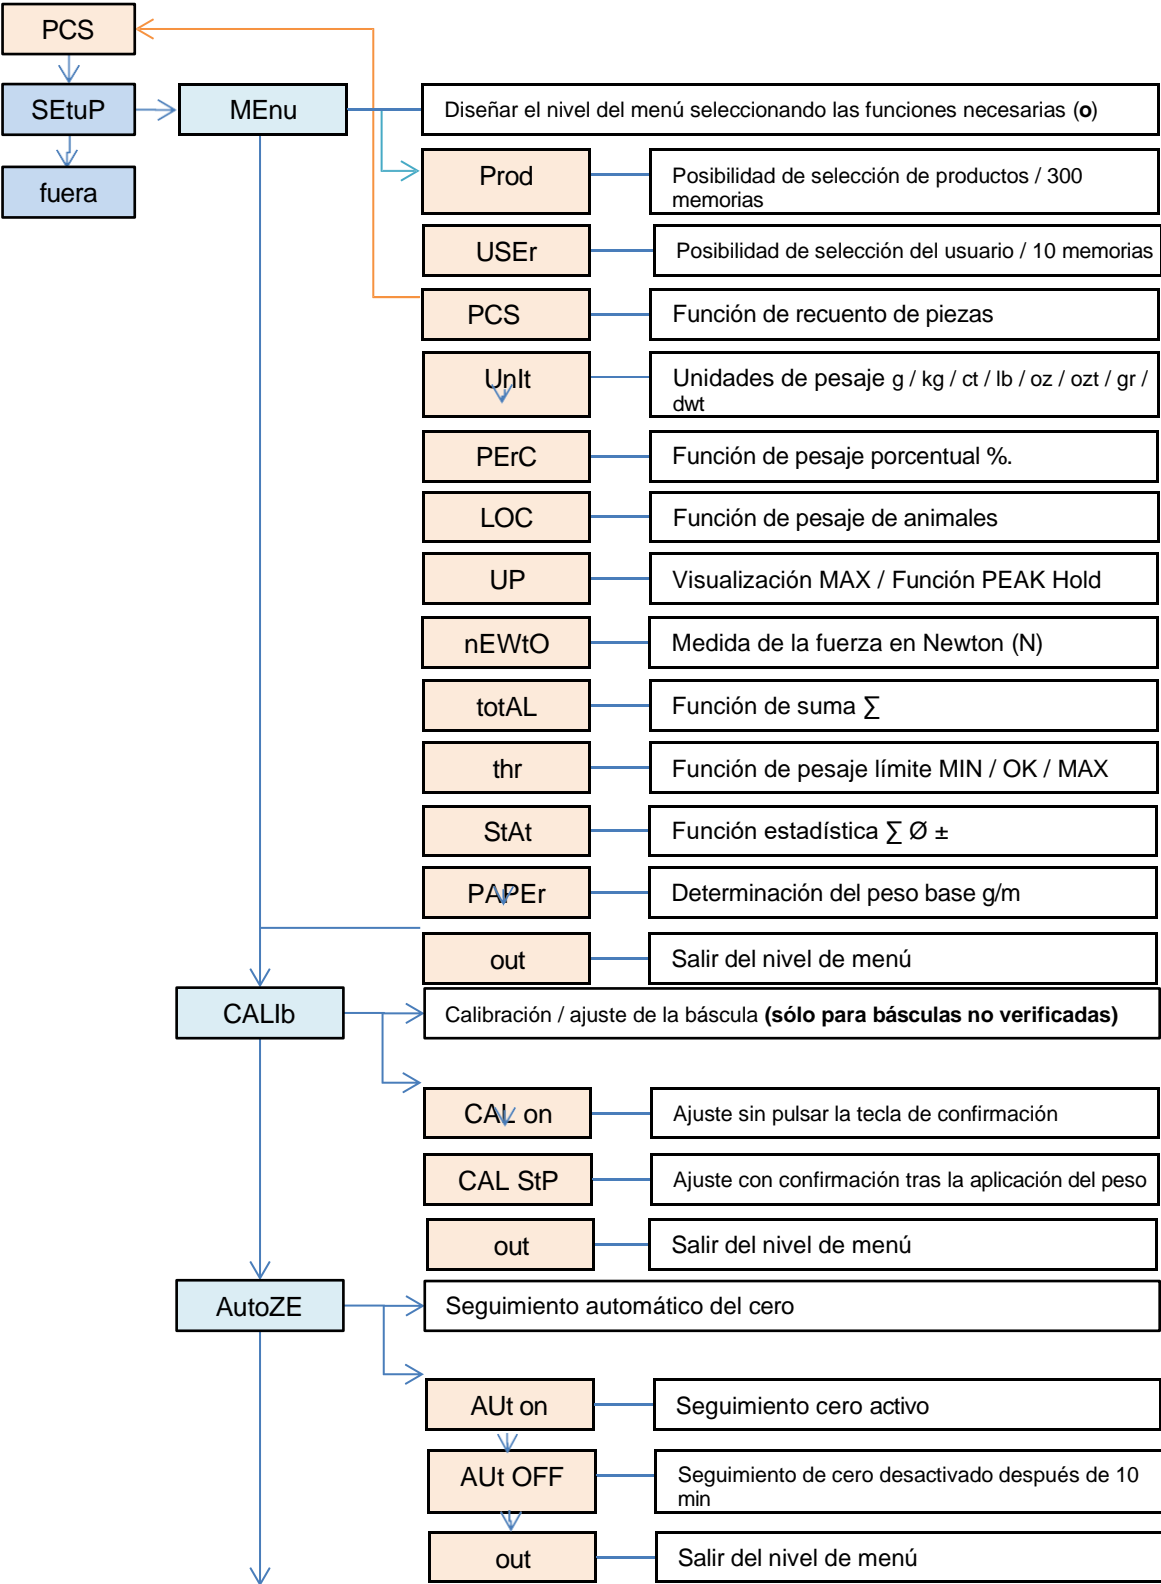 PCS
SEtuP
MEnu
Diseñar el nivel del menú seleccionando las funciones necesarias (o)
fuera
Prod
Posibilidad de selección de productos / 300
memorias
USEr
Posibilidad de selección del usuario / 10 memorias
PCS
Función de recuento de piezas
UnIt
Unidades de pesaje g / kg / ct / lb / oz / ozt / gr /
dwt
PErC
Función de pesaje porcentual %.
LOC
Función de pesaje de animales
UP
Visualización MAX / Función PEAK Hold
nEWtO
Medida de la fuerza en Newton (N)
totAL
Función de suma ∑
thr
Función de pesaje límite MIN / OK / MAX
StAt
Función estadística ∑ Ø ±
PAPEr
Determinación del peso base g/m
out
Salir del nivel de menú
CALIb
Calibración / ajuste de la báscula (sólo para básculas no verificadas)
CAL on
Ajuste sin pulsar la tecla de confirmación
CAL StP
Ajuste con confirmación tras la aplicación del peso
out
Salir del nivel de menú
AutoZE
Seguimiento automático del cero
AUt on
Seguimiento cero activo
AUt OFF
Seguimiento de cero desactivado después de 10
min
out
Salir del nivel de menú